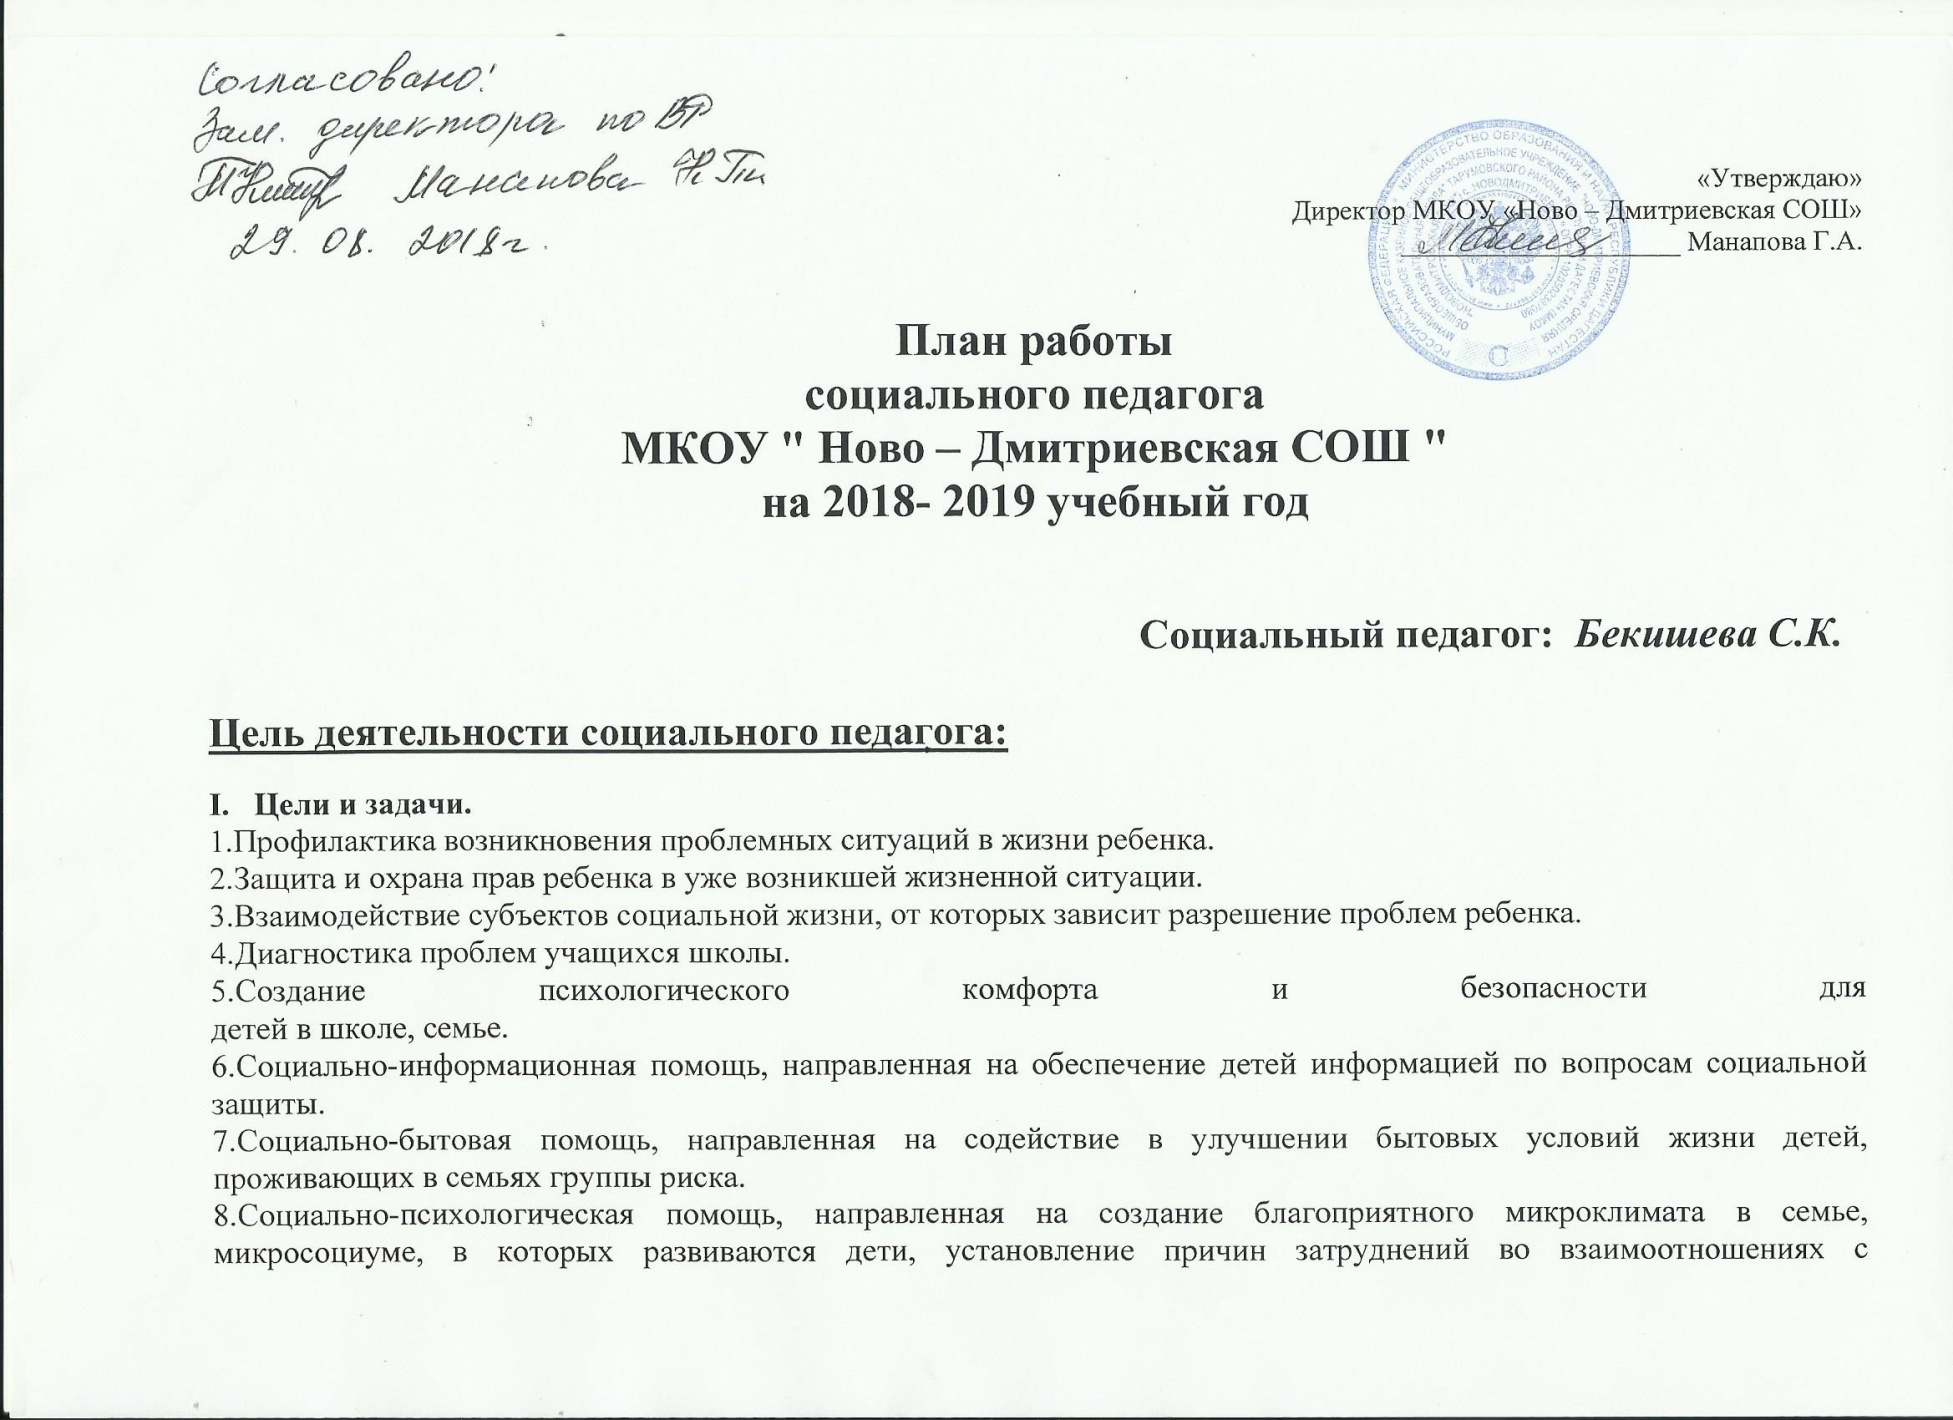 Согласовано!
Зам. директора по ВР
Манапова
29. 08. 2018г.
«Утверждаю»
Директор МКОУ «Ново – Дмитриевская СОШ»
Манапова Г.А.
План работы
социального педагога
МКОУ " Ново – Дмитриевская СОШ "
на 2018- 2019 учебный год
Социальный педагог: Бекишева С.К.
Цель деятельности социального педагога:
I. Цели и задачи.
1.Профилактика возникновения проблемных ситуаций в жизни ребенка.
2.Защита и охрана прав ребенка в уже возникшей жизненной ситуации.
3.Взаимодействие субъектов социальной жизни, от которых зависит разрешение проблем ребенка.
4.Диагностика проблем учащихся школы.
5.Создание психологического комфорта и безопасности для
детей в школе, семье.
6.Социально-информационная помощь, направленная на обеспечение детей информацией по вопросам социальной
защиты.
7.Социально-бытовая помощь, направленная на содействие в улучшении бытовых условий жизни детей,
проживающих в семьях группы риска.
8.Социально-психологическая помощь, направленная на создание благоприятного микроклимата в семье,
микросоциуме, в которых развиваются дети, установление причин затруднений во взаимоотношениях с